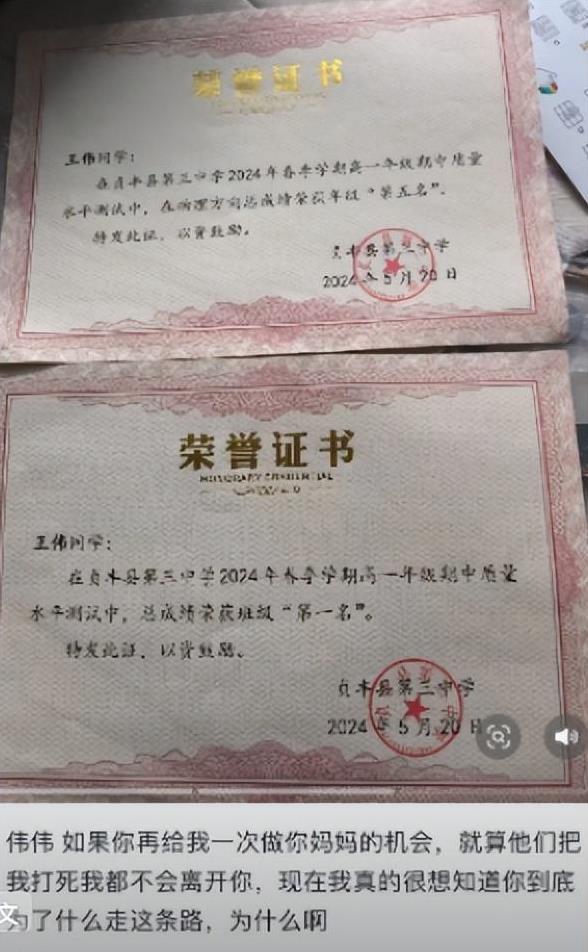 荣誉证书
王伟同学:
在贞丰县第三中学2024年春季学期高一年级期中质量
水平测试中,在物理方向总成绩荣获年级“第五名”。
特发此证,以资鼓励。
贞丰县第三中学
2024年5月20日
荣誉证书
HONORARY CREDENTIAL
王伟同学:
在贞丰县第三中学2024年春季学期高一年级期中质量
水平测试中,总成绩荣获班级“第一名”。
特发此证,以资鼓励。
贞丰县第三中学
2024年5月20日
伟伟 如果你再给我一次做你妈妈的机会,就算他们把
我打死我都不会离开你,现在我真的很想知道你到底
为了什么走这条路,为什么啊
文